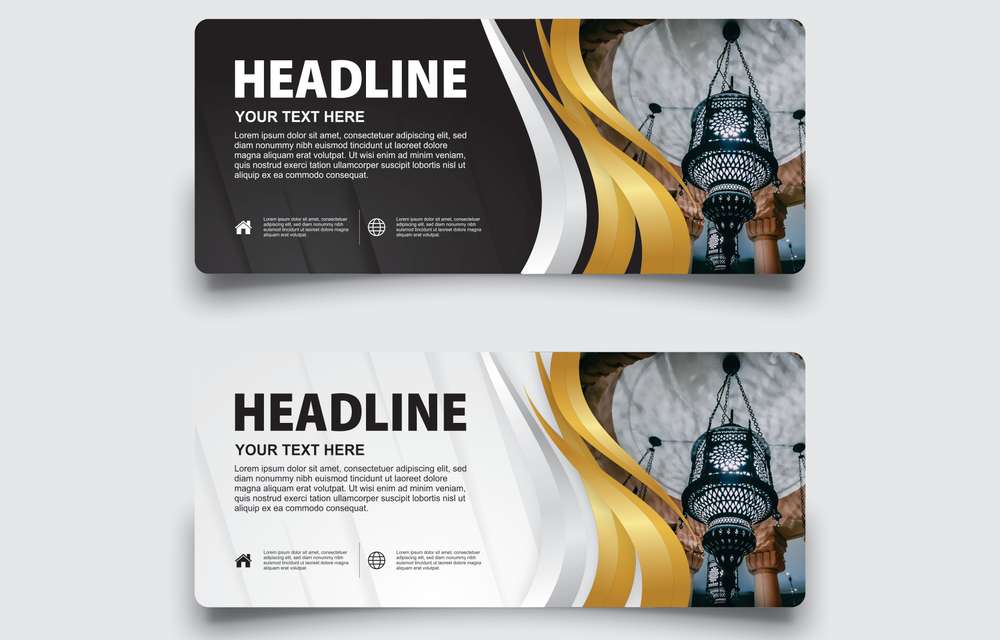 HEADLINE
YOUR TEXT HERE
Lorem ipsum dolor sit amet, consectetuer adipiscing elit,
sed diam nonummy nibh euismod tincidunt ut laoreet dolore
magna aliquam erat volutpat. Ut wisi enim ad minim veniam,
quis nostrud exerci tation ullamcorper suscipit lobortis nisl
ut aliquip ex ea commodo consequat.
Lorem ipsum dolor sit amet, consectetuer
adipiscing elit, sed diam nonummy nibh
euismod tincidunt ut laoreet dolore magna
aliquam erat volutpat.
Lorem ipsum dolor sit amet, consectetuer
adipiscing elit, sed diam nonummy nibh
euismod tincidunt ut laoreet dolore magna
aliquam erat volutpat.
HEADLINE
YOUR TEXT HERE
Lorem ipsum dolor sit amet, consectetuer adipiscing elit,
sed diam nonummy nibh euismod tincidunt ut laoreet dolore
magna aliquam erat volutpat. Ut wisi enim ad minim veniam,
quis nostrud exerci tation ullamcorper suscipit lobortis nisl
ut aliquip ex ea commodo consequat.
Lorem ipsum dolor sit amet, consectetuer
adipiscing elit, sed diam nonummy nibh
euismod tincidunt ut laoreet dolore magna
aliquam erat volutpat.
Lorem ipsum dolor sit amet, consectetuer
adipiscing elit, sed diam nonummy nibh
euismod tincidunt ut laoreet dolore magna
aliquam erat volutpat.